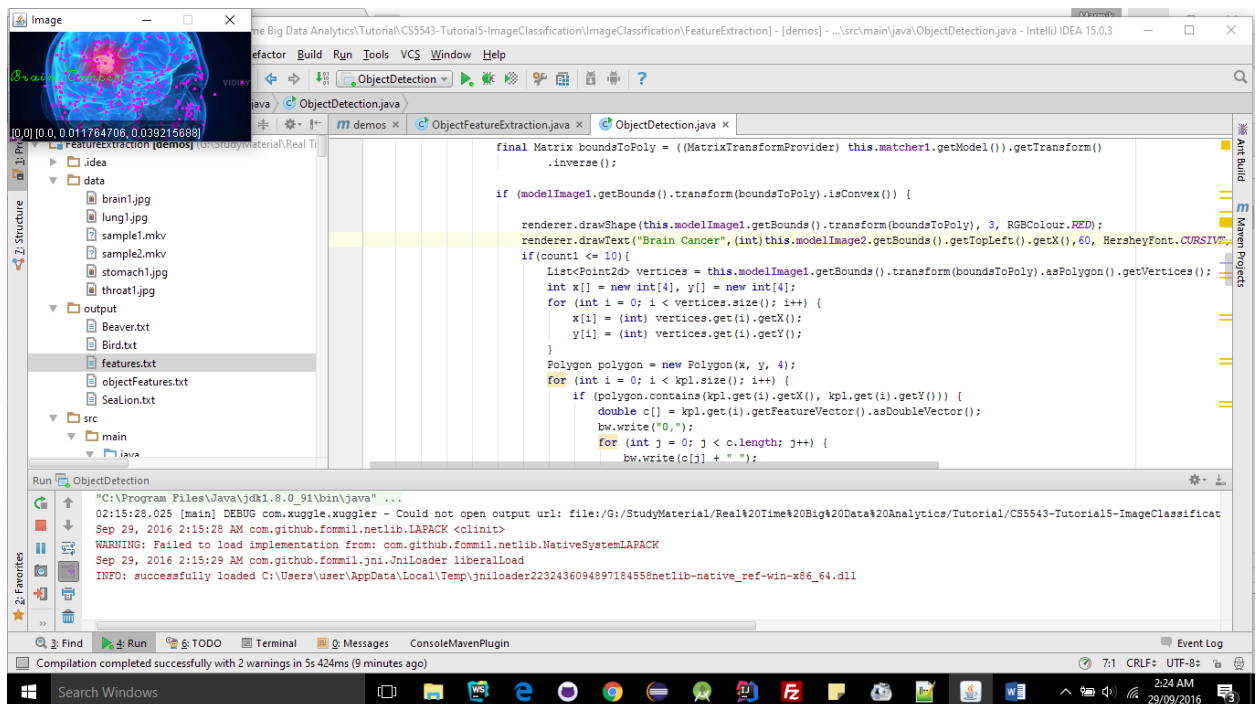 Image
me Big Data Analytics\Tutorial\CS5543-Tutorial5-ImageClassification\ImageClassification\FeatureExtraction] - [demos] - ...\src\main\java\ObjectDetection.java - IntelliJ IDEA 15.0.3
efactor Build Run Tools VCS Window Help
Brain Cancer
ObjectDetection
java ObjectDetection.java
[0,0] [0.0, 0.011764706, 0.039215688]
m demos × ObjectFeatureExtraction.java × ObjectDetection.java ×
FeatureExtraction [demos] (G:\StudyMaterial\Real Ti
.idea
data
brain1.jpg
lung1.jpg
sample1.mkv
sample2.mkv
stomach1.jpg
throat1.jpg
output
Beaver.txt
Bird.txt
features.txt
objectFeatures.txt
SeaLion.txt
src
main
java
final Matrix boundsToPoly = ((MatrixTransformProvider) this.matcher1.getModel()).getTransform()
.inverse();
if (modelImage1.getBounds().transform(boundsToPoly).isConvex()) {
renderer.drawShape(this.modelImage1.getBounds().transform(boundsToPoly), 3, RGBColour.RED);
renderer.drawText("Brain Cancer",(int)this.modelImage2.getBounds().getTopLeft().getX(),60, HersheyFont.CURSIVE,
if(count1 <= 10){
List<Point2d> vertices = this.modelImage1.getBounds().transform(boundsToPoly).asPolygon().getVertices();
int x[] = new int[4], y[] = new int[4];
for (int i = 0; i < vertices.size(); i++) {
x[i] = (int) vertices.get(i).getX();
y[i] = (int) vertices.get(i).getY();
}
Polygon polygon = new Polygon(x, y, 4);
for (int i = 0; i < kpl.size(); i++) {
if (polygon.contains(kpl.get(i).getX(), kpl.get(i).getY())) {
double c[] = kpl.get(i).getFeatureVector().asDoubleVector();
bw.write("0,");
for (int j = 0; j < c.length; j++) {
bw.write(c[j] + " ");
Z: Structure
2: Favorites
Ant Build
m Maven Projects
Run ObjectDetection
"C:\Program Files\Java\jdk1.8.0_91\bin\java" ...
02:15:28.025 [main] DEBUG com.xuggle.xuggler - Could not open output url: file:/G:/StudyMaterial/Real%20Time%20Big%20Data%20Analytics/Tutorial/CS5543-Tutorial5-ImageClassificat
Sep 29, 2016 2:15:28 AM com.github.fommil.netlib.LAPACK <clinit>
WARNING: Failed to load implementation from: com.github.fommil.netlib.NativeSystemLAPACK
Sep 29, 2016 2:15:29 AM com.github.fommil.jni.JniLoader liberalLoad
INFO: successfully loaded C:\Users\user\AppData\Local\Temp\jniloader2232436094897184558netlib-native_ref-win-x86_64.dll
3: Find 4: Run 6: TODO Terminal 0: Messages ConsoleMavenPlugin Event Log
Compilation completed successfully with 2 warnings in 5s 424ms (9 minutes ago) 7:1 CRLF÷ UTF-8÷
Search Windows
2:24 AM
29/09/2016